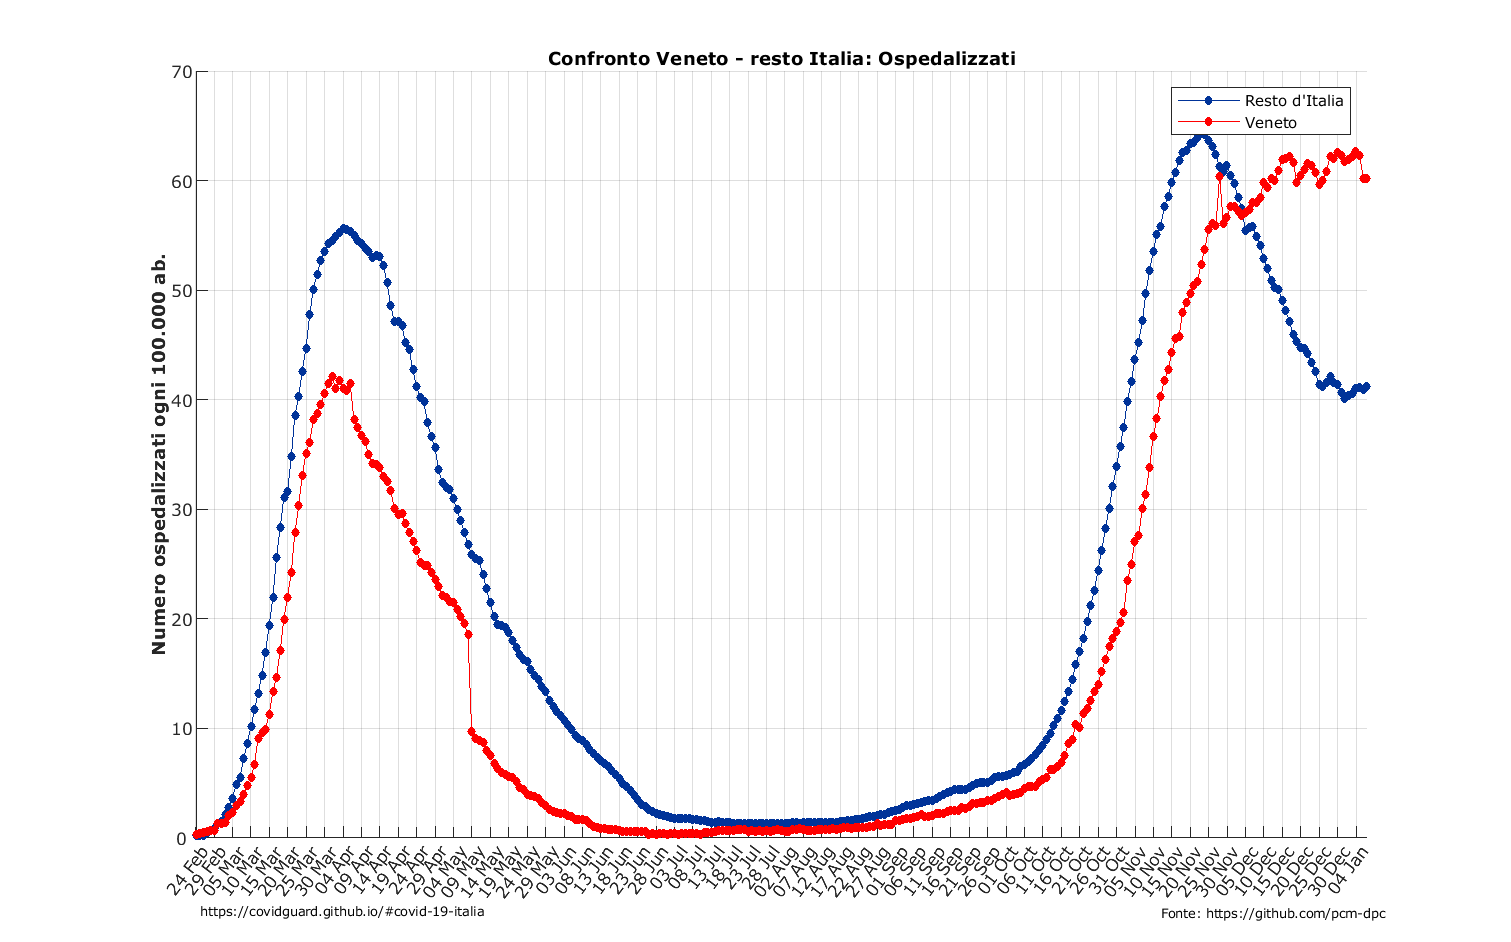 Confronto Veneto - resto Italia: Ospedalizzati
Resto d'Italia
Veneto
Numero ospedalizzati ogni 100.000 ab.
70
60
50
40
30
20
10
0
24 Feb
29 Feb
05 Mar
10 Mar
15 Mar
20 Mar
25 Mar
30 Mar
04 Apr
09 Apr
14 Apr
19 Apr
24 Apr
29 Apr
04 May
09 May
14 May
19 May
24 May
29 May
03 Jun
08 Jun
13 Jun
18 Jun
23 Jun
28 Jun
03 Jul
08 Jul
13 Jul
18 Jul
23 Jul
28 Jul
02 Aug
07 Aug
12 Aug
17 Aug
22 Aug
27 Aug
01 Sep
06 Sep
11 Sep
16 Sep
21 Sep
26 Sep
01 Oct
06 Oct
11 Oct
16 Oct
21 Oct
26 Oct
31 Oct
05 Nov
10 Nov
15 Nov
20 Nov
25 Nov
30 Nov
05 Dec
10 Dec
15 Dec
20 Dec
25 Dec
30 Dec
04 Jan
https://covidguard.github.io/#covid-19-italia
Fonte: https://github.com/pcm-dpc